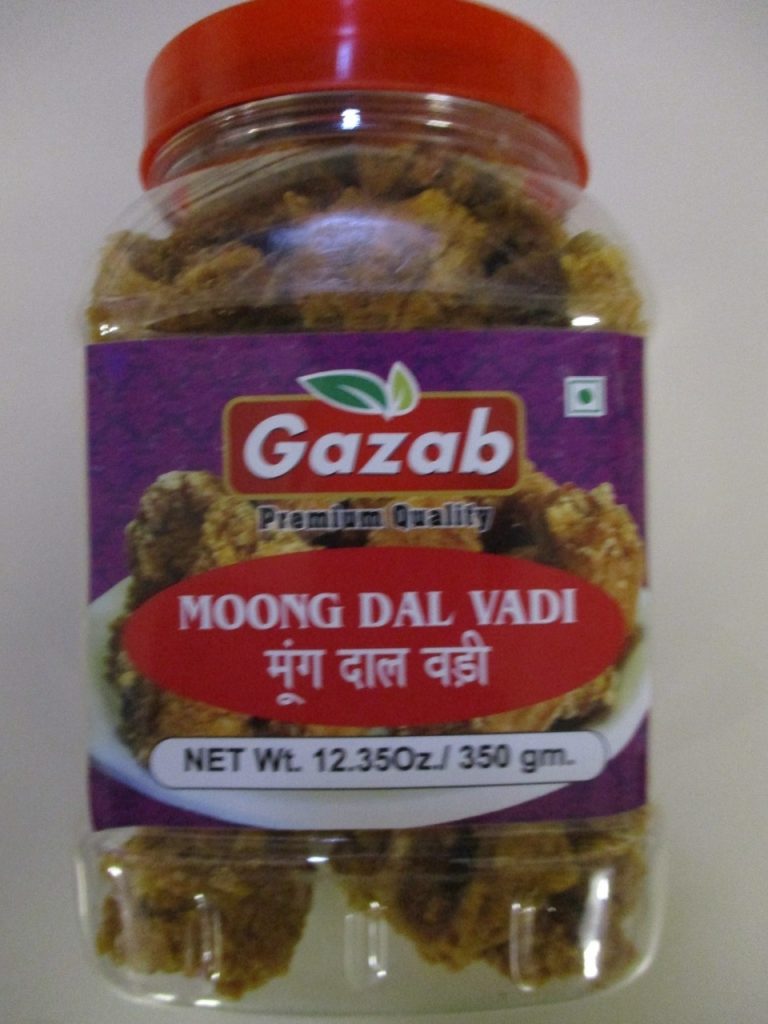 Gazab
Premium Quality
MOONG DAL VADI
मूंग दाल वड़ी
NET Wt. 12.35Oz./ 350 gm.